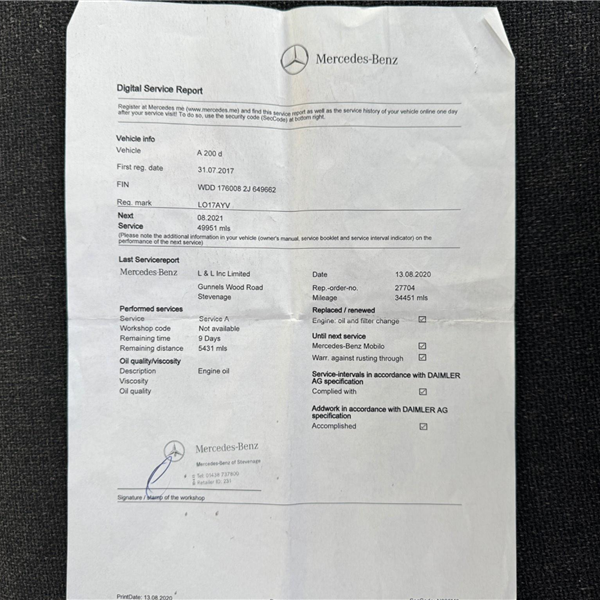 Mercedes-Benz
Digital Service Report
Register at Mercedes me (www.mercedes.me) and find this service report as well as the service history of your vehicle online one day
after your service visit! To do so, use the security code (SecCode) at bottom right.
Vehicle info
Vehicle A 200 d
First reg. date 31.07.2017
FIN WDD 176008 2J 649662
Reg. mark LO17AYV
Next 08.2021
Service 49951 mls
(Please note the additional information in your vehicle (owner's manual, service booklet and service interval indicator) on the
performance of the next service)
Last Servicereport
Mercedes-Benz L & L Inc Limited Date 13.08.2020
Gunnels Wood Road Rep.-order-no. 27704
Stevenage Mileage 34451 mls
Performed services Replaced / renewed
Service Service A Engine: oil and filter change
Workshop code Not available
Remaining time 9 Days Until next service
Remaining distance 5431 mls Mercedes-Benz Mobilo
Oil quality/viscosity Warr. against rusting through
Description Engine oil Service-intervals in accordance with DAIMLER
Viscosity AG specification
Oil quality Complied with
Addwork in accordance with DAIMLER AG
specification
Accomplished
Mercedes-Benz
Mercedes-Benz of Stevenage
Tel: 01438 737800
Retailer ID: 231
Signature / stamp of the workshop
PrintDate: 13.08.2020